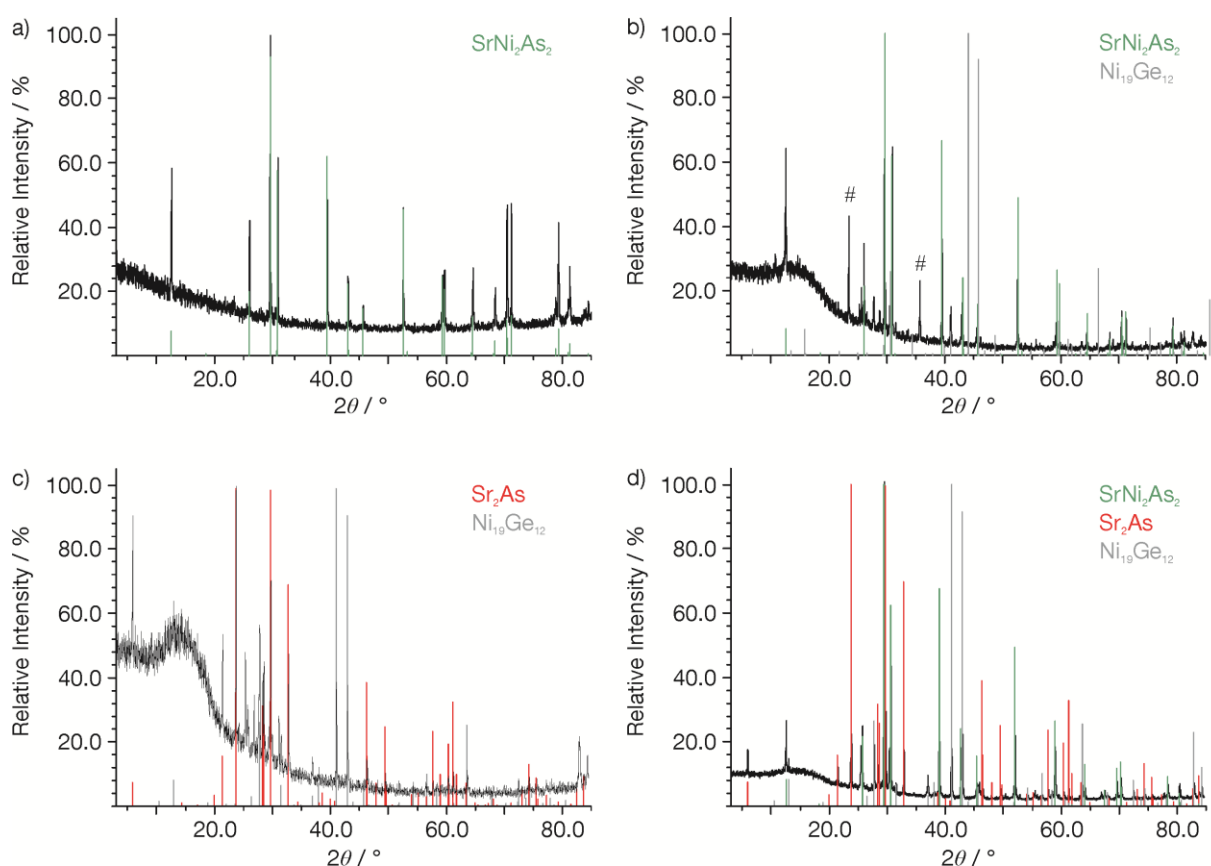 a)
SrNi₂As₂
Relative Intensity / %
100.0
80.0
60.0
40.0
20.0
20.0 40.0 60.0 80.0
2θ / °
b)
SrNi₂As₂
Ni₁₉Ge₁₂
Relative Intensity / %
100.0
80.0
60.0
40.0
20.0
#
#
20.0 40.0 60.0 80.0
2θ / °
c)
Sr₂As
Ni₁₉Ge₁₂
Relative Intensity / %
100.0
80.0
60.0
40.0
20.0
20.0 40.0 60.0 80.0
2θ / °
d)
SrNi₂As₂
Sr₂As
Ni₁₉Ge₁₂
Relative Intensity / %
100.0
80.0
60.0
40.0
20.0
20.0 40.0 60.0 80.0
2θ / °